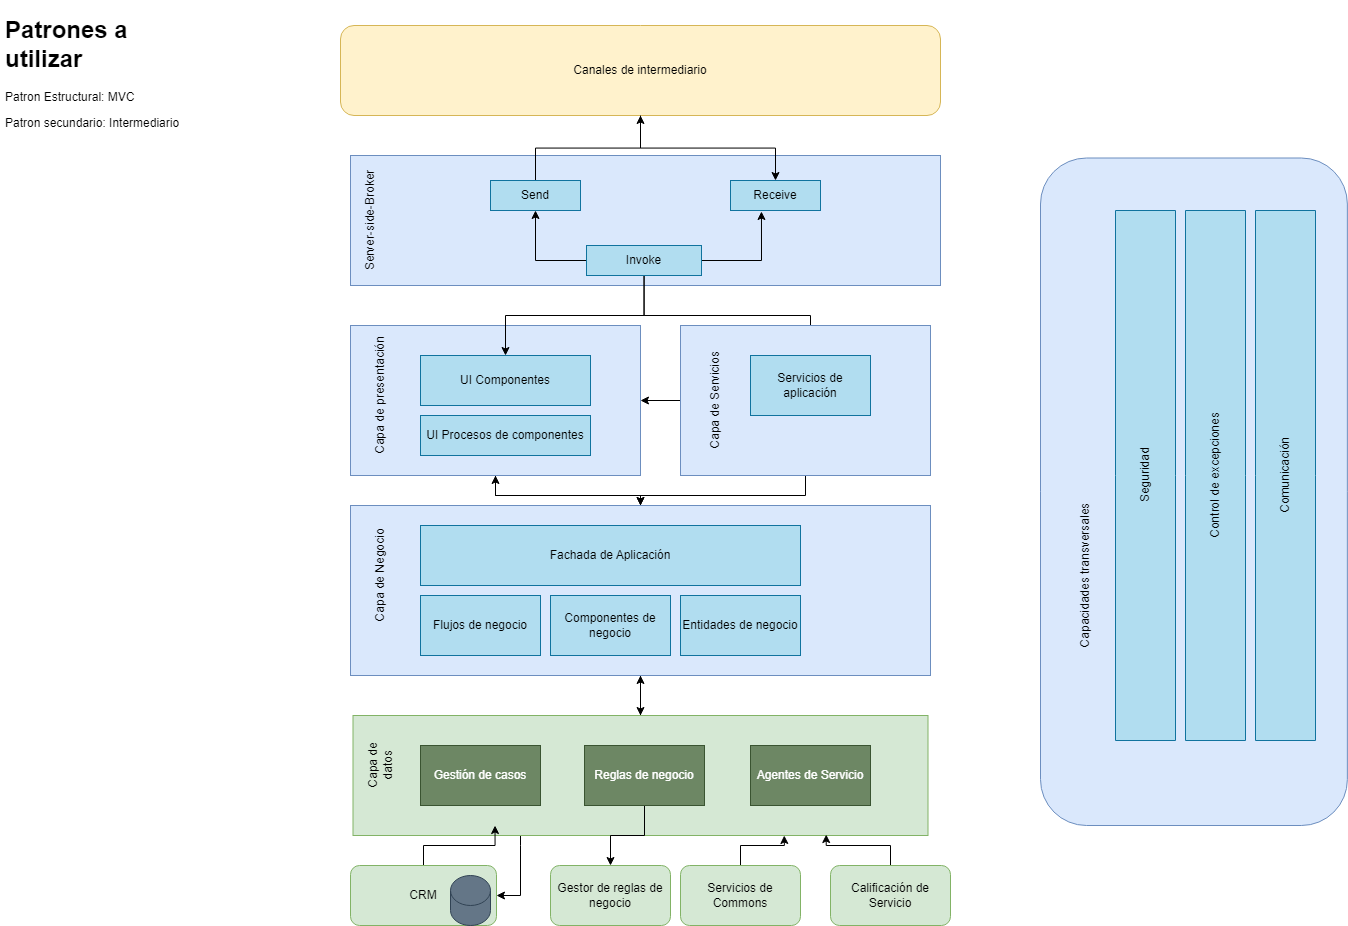 Patrones a
utilizar
Patron Estructural: MVC
Patron secundario: Intermediario
Canales de intermediario
Server-side-Broker
Send
Receive
Invoke
Capa de presentación
UI Componentes
UI Procesos de componentes
Capa de Servicios
Servicios de
aplicación
Capa de Negocio
Fachada de Aplicación
Flujos de negocio
Componentes de
negocio
Entidades de negocio
Capa de
datos
Gestión de casos
Reglas de negocio
Agentes de Servicio
CRM
Gestor de reglas de
negocio
Servicios de
Commons
Calificación de
Servicio
Capacidades transversales
Seguridad
Control de excepciones
Comunicación